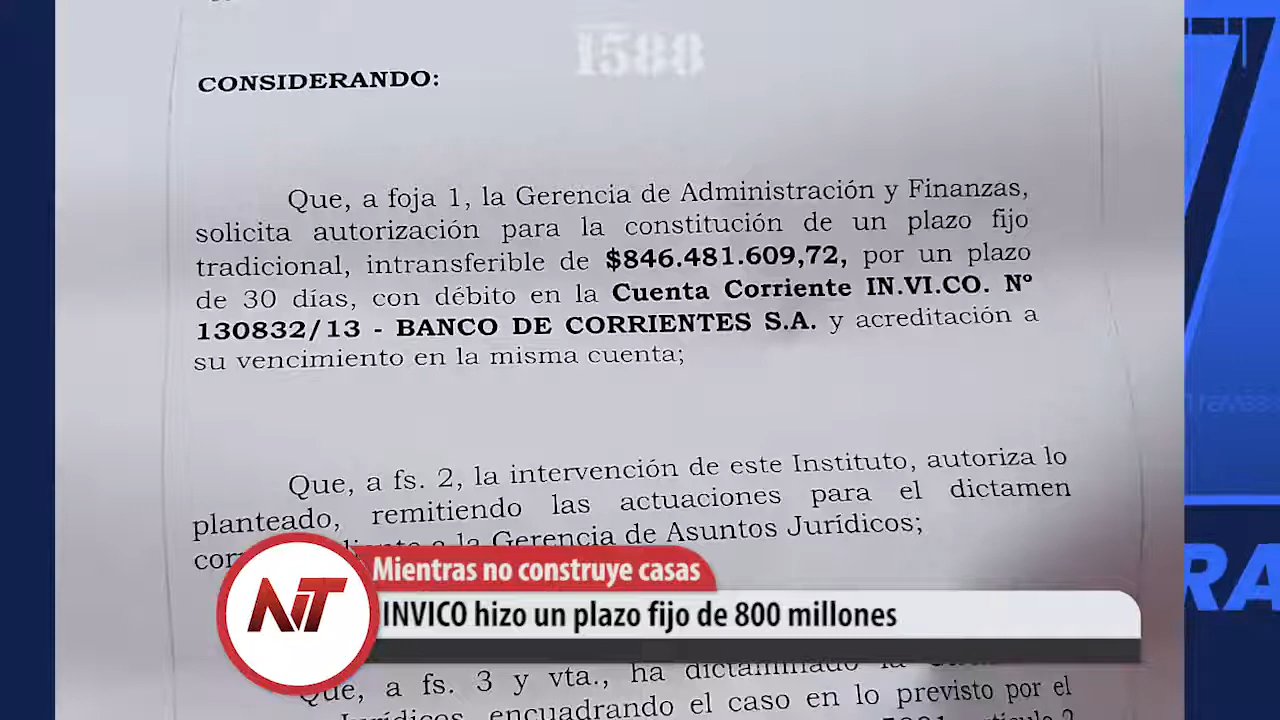 1588
CONSIDERANDO:
Que, a foja 1, la Gerencia de Administración y Finanzas,
solicita autorización para la constitución de un plazo fijo
tradicional, intransferible de $846.481.609,72, por un plazo
de 30 días, con débito en la Cuenta Corriente IN.VI.CO. Nº
130832/13 - BANCO DE CORRIENTES S.A. y acreditación a
su vencimiento en la misma cuenta;
Que, a fs. 2, la intervención de este Instituto, autoriza lo
planteado, remitiendo las actuaciones para el dictamen
a la Gerencia de Asuntos Jurídicos;
NT
Mientras no construye casas
INVICO hizo un plazo fijo de 800 millones
Que, a fs. 3 y vta., ha dictaminado la
encuadrando el caso en lo previsto por el
RA